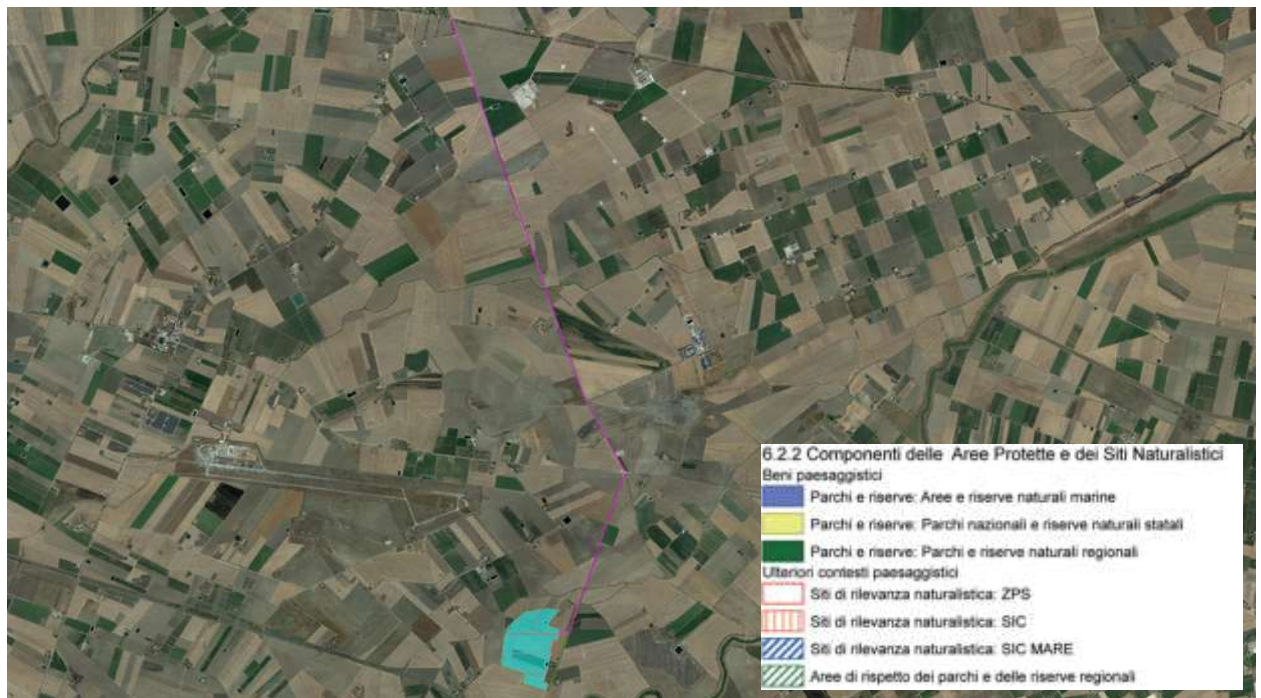 6.2.2 Componenti delle Aree Protette e dei Siti Naturalistici
Beni paesaggistici
Parchi e riserve: Aree e riserve naturali marine
Parchi e riserve: Parchi nazionali e riserve naturali statali
Parchi e riserve: Parchi e riserve naturali regionali
Ulteriori contesti paesaggistici
Siti di rilevanza naturalistica: ZPS
Siti di rilevanza naturalistica: SIC
Siti di rilevanza naturalistica: SIC MARE
Aree di rispetto dei parchi e delle riserve regionali